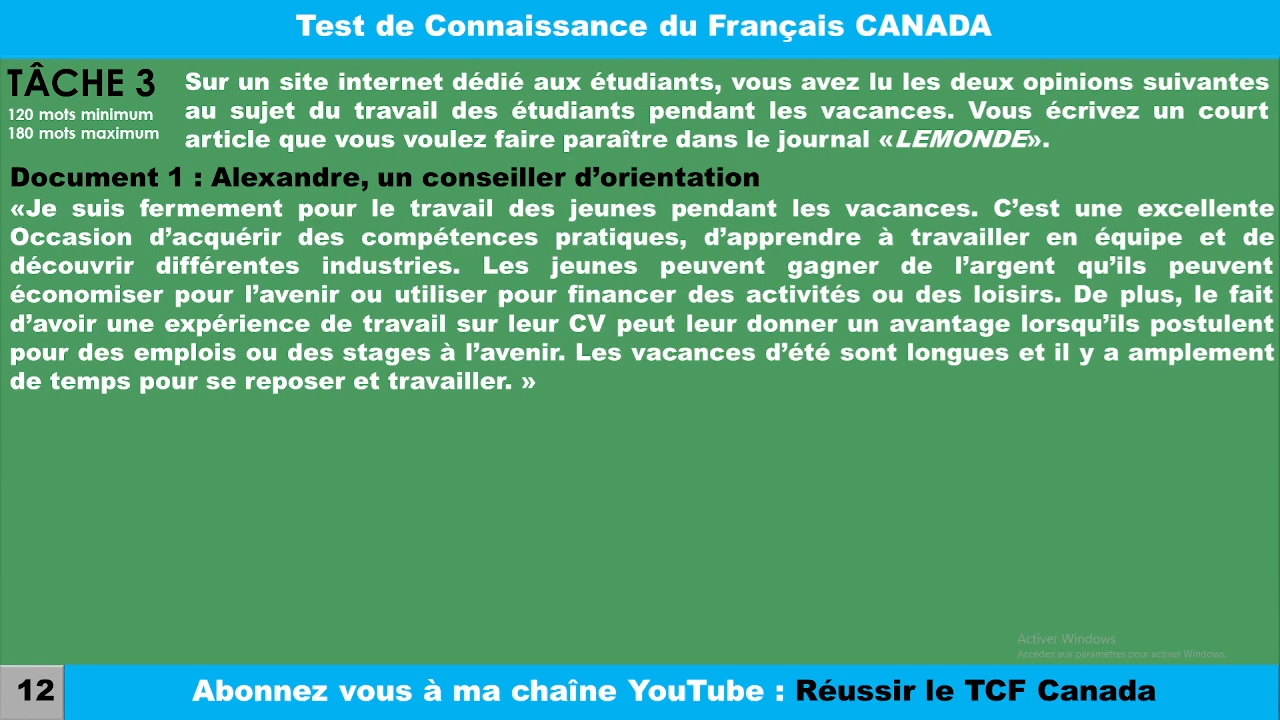 Test de Connaissance du Français CANADA
TÂCHE 3
120 mots minimum
180 mots maximum
Sur un site internet dédié aux étudiants, vous avez lu les deux opinions suivantes
au sujet du travail des étudiants pendant les vacances. Vous écrivez un court
article que vous voulez faire paraître dans le journal «LEMONDE».
Document 1 : Alexandre, un conseiller d’orientation
«Je suis fermement pour le travail des jeunes pendant les vacances. C’est une excellente
Occasion d’acquérir des compétences pratiques, d’apprendre à travailler en équipe et de
découvrir différentes industries. Les jeunes peuvent gagner de l’argent qu’ils peuvent
économiser pour l’avenir ou utiliser pour financer des activités ou des loisirs. De plus, le fait
d’avoir une expérience de travail sur leur CV peut leur donner un avantage lorsqu’ils postulent
pour des emplois ou des stages à l’avenir. Les vacances d’été sont longues et il y a amplement
de temps pour se reposer et travailler. »
Activer Windows
Accédez aux paramètres pour activer Windows.
12
Abonnez vous à ma chaîne YouTube : Réussir le TCF Canada